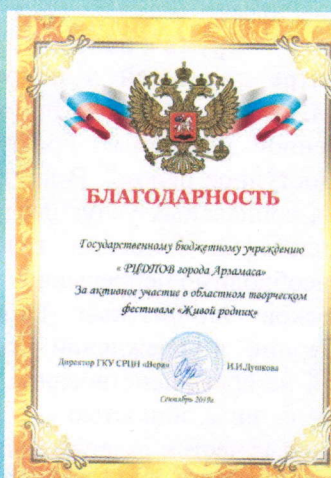 БЛАГОДАРНОСТЬ
Государственному бюджетному учреждению
« РЦДПОВ города Арзамаса»
За активное участие в областном творческом
фестивале «Живой родник»
Директор ГКУ СРЦН «Вера» И.И.Душкова
Сентябрь 2019г